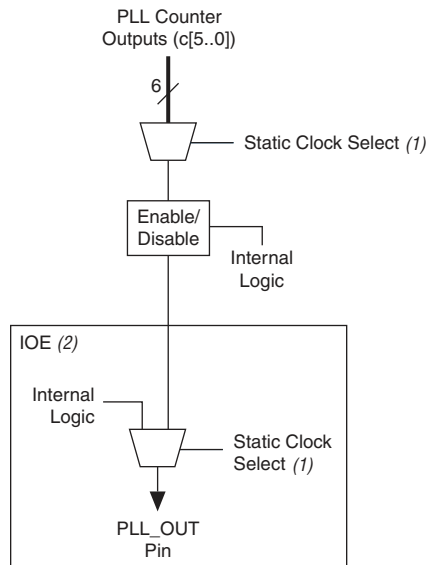 PLL Counter
Outputs (c[5..0])
6
Static Clock Select (1)
Enable/
Disable
Internal
Logic
IOE (2)
Internal
Logic
Static Clock
Select (1)
PLL_OUT
Pin